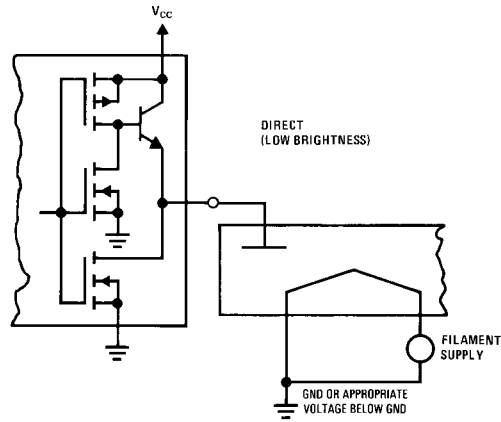 VCC
DIRECT
(LOW BRIGHTNESS)
FILAMENT
SUPPLY
GND OR APPROPRIATE
VOLTAGE BELOW GND